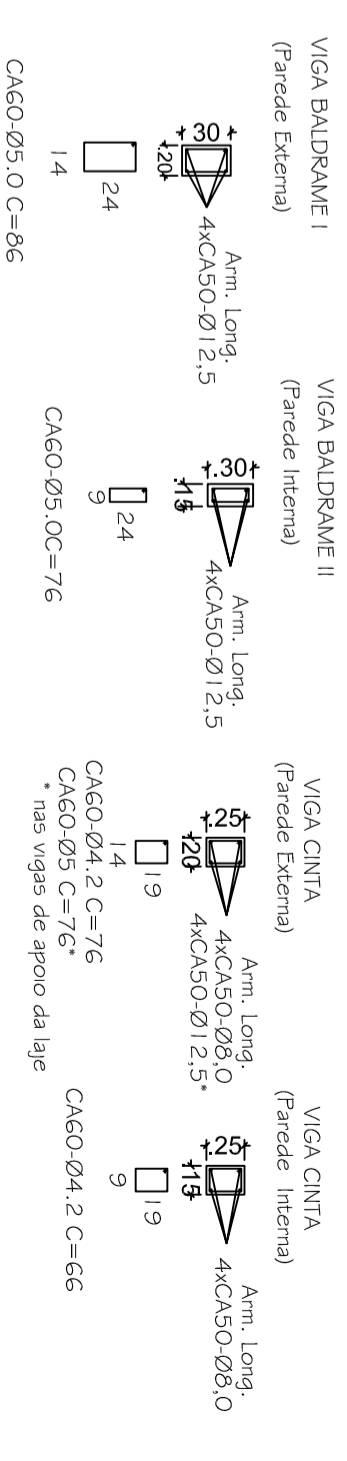 VIGA BALDRAME I
(Parede Externa)
30
.20
Arm. Long.
4xCA50-Ø12,5
24
14
CA60-Ø5.0 C=86
VIGA BALDRAME II
(Parede Interna)
.30
.15
Arm. Long.
4xCA50-Ø12,5
24
9
CA60-Ø5.0C=76
VIGA CINTA
(Parede Externa)
.25
20
Arm. Long.
4xCA50-Ø8,0
4xCA50-Ø12,5*
19
14
CA60-Ø4.2 C=76
CA60-Ø5 C=76*
* nas vigas de apoio da laje
VIGA CINTA
(Parede Interna)
.25
15
Arm. Long.
4xCA50-Ø8,0
19
9
CA60-Ø4.2 C=66